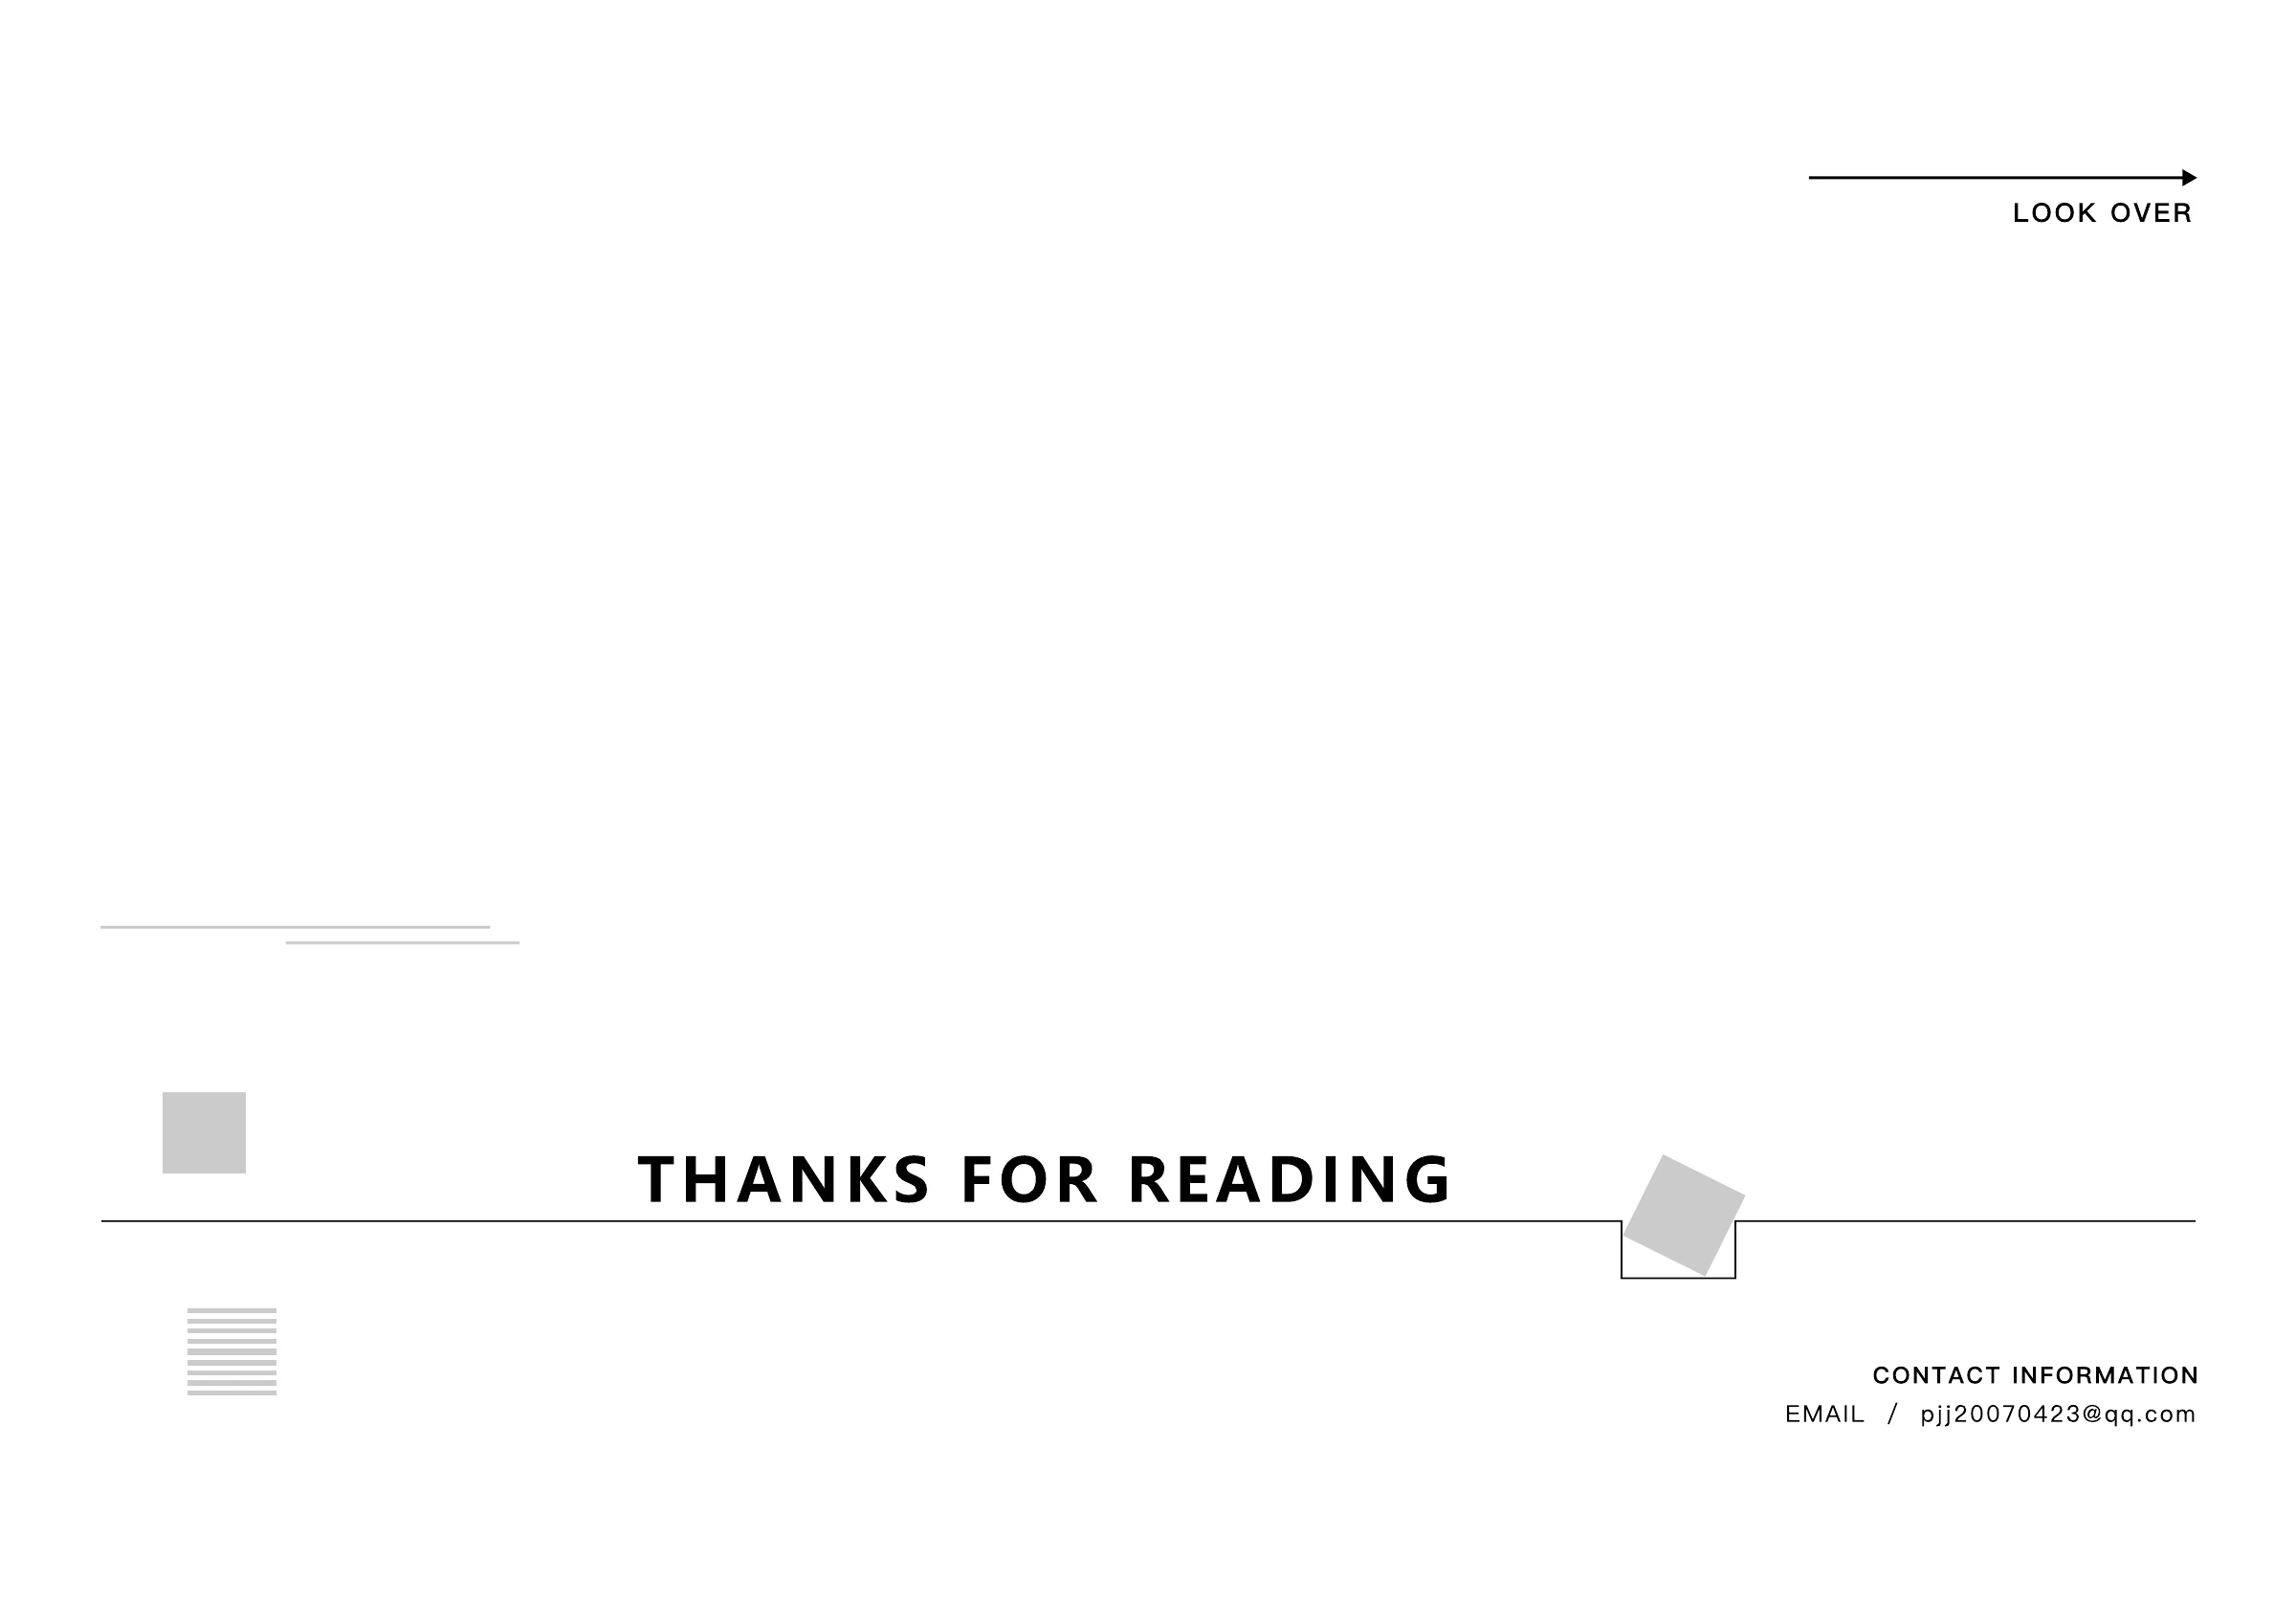 LOOK OVER
THANKS FOR READING
CONTACT INFORMATION
EMAIL / pjj20070423@qq.com